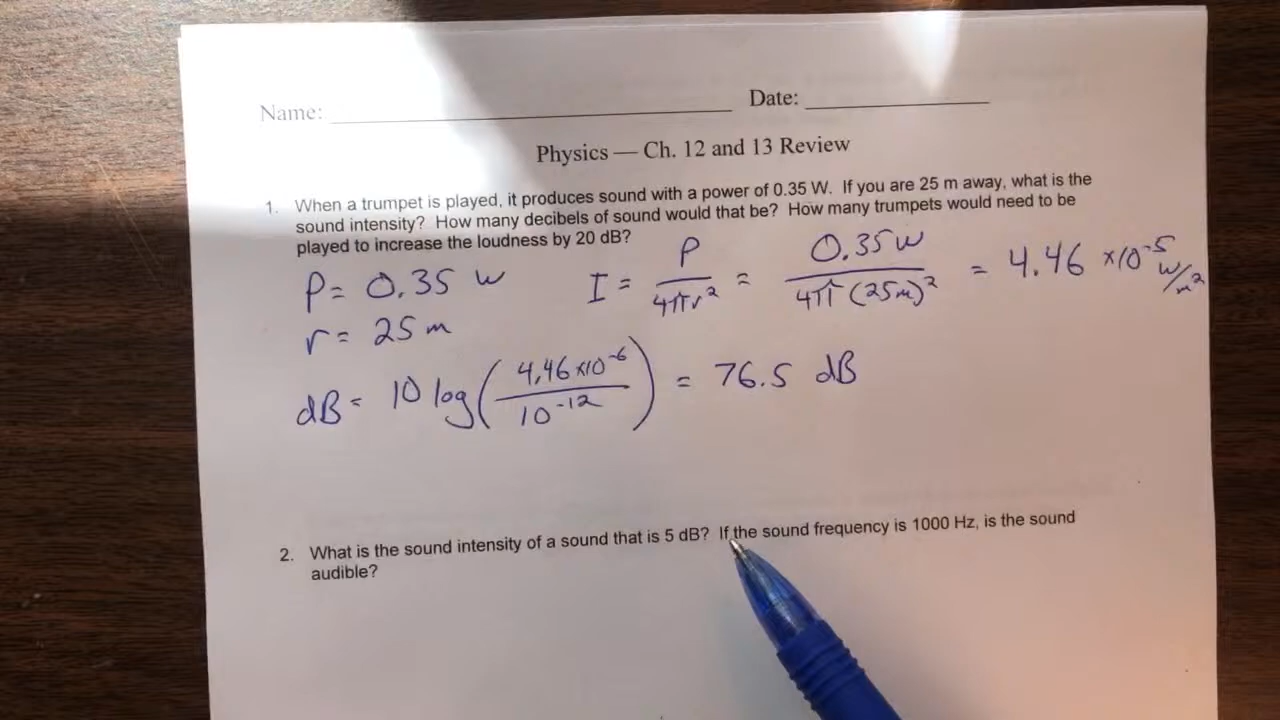 Name: ____________ Date: ____________
Physics — Ch. 12 and 13 Review
1. When a trumpet is played, it produces sound with a power of 0.35 W. If you are 25 m away, what is the
sound intensity? How many decibels of sound would that be? How many trumpets would need to be
played to increase the loudness by 20 dB?
P = 0.35 W I = P / 4πr² = 0.35 W / 4π (25m)² = 4.46 ×10⁻⁵ W/m²
r = 25 m
dB = 10 log ( 4.46×10⁻⁶ / 10⁻¹² ) = 76.5 dB
2. What is the sound intensity of a sound that is 5 dB? If the sound frequency is 1000 Hz, is the sound
audible?